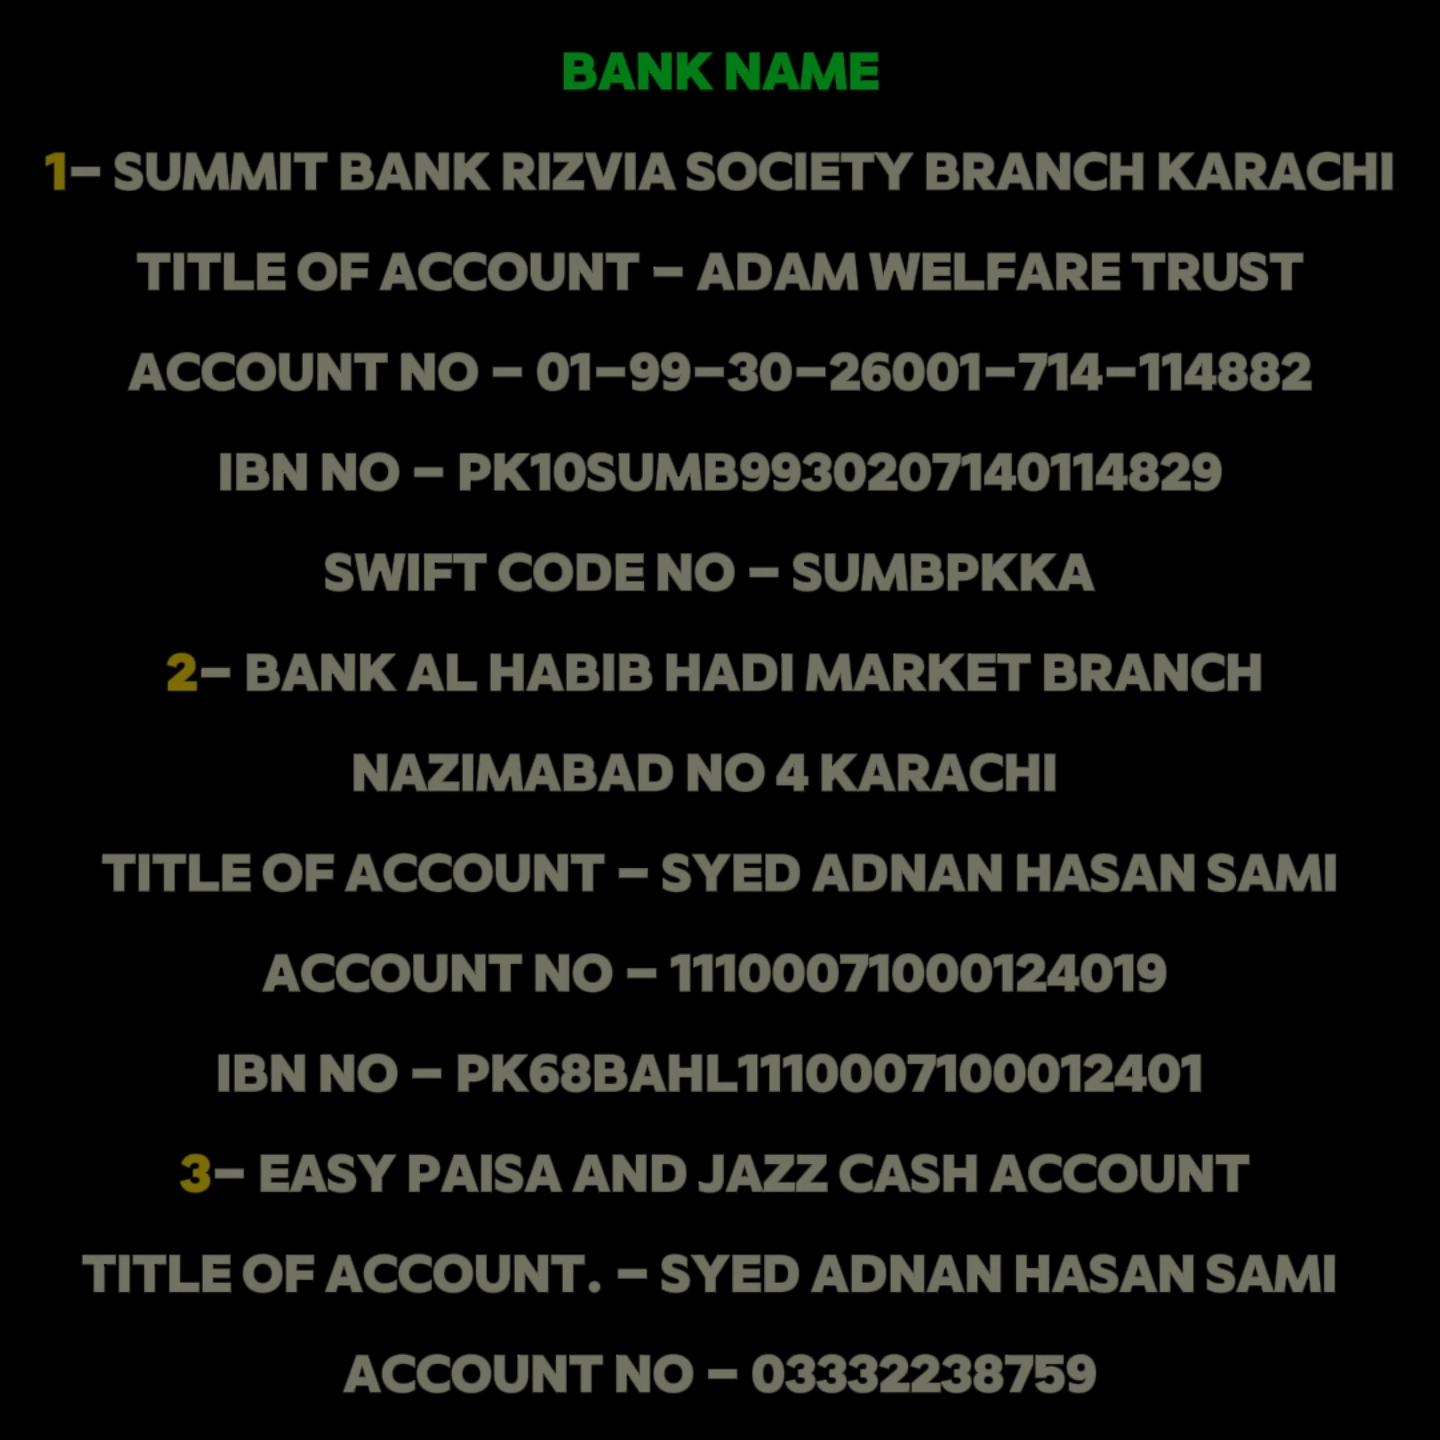 BANK NAME
1– SUMMIT BANK RIZVIA SOCIETY BRANCH KARACHI
TITLE OF ACCOUNT – ADAM WELFARE TRUST
ACCOUNT NO – 01–99–30–26001–714–114882
IBN NO – PK10SUMB9930207140114829
SWIFT CODE NO – SUMBPKKA
2– BANK AL HABIB HADI MARKET BRANCH
NAZIMABAD NO 4 KARACHI
TITLE OF ACCOUNT – SYED ADNAN HASAN SAMI
ACCOUNT NO – 11100071000124019
IBN NO – PK68BAHL1110007100012401
3– EASY PAISA AND JAZZ CASH ACCOUNT
TITLE OF ACCOUNT. – SYED ADNAN HASAN SAMI
ACCOUNT NO – 03332238759